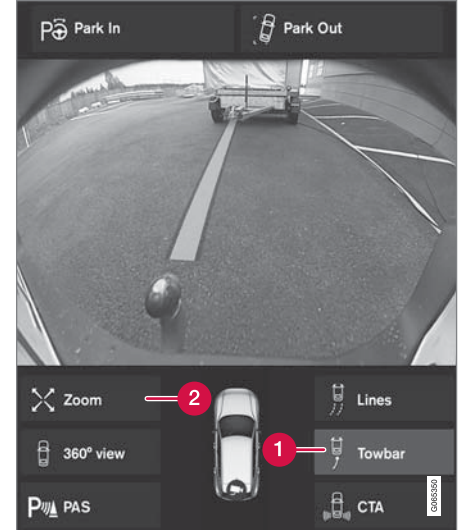 Park In
Park Out
2
Zoom
Lines
1
360° view
Towbar
PAS
CTA
G065350